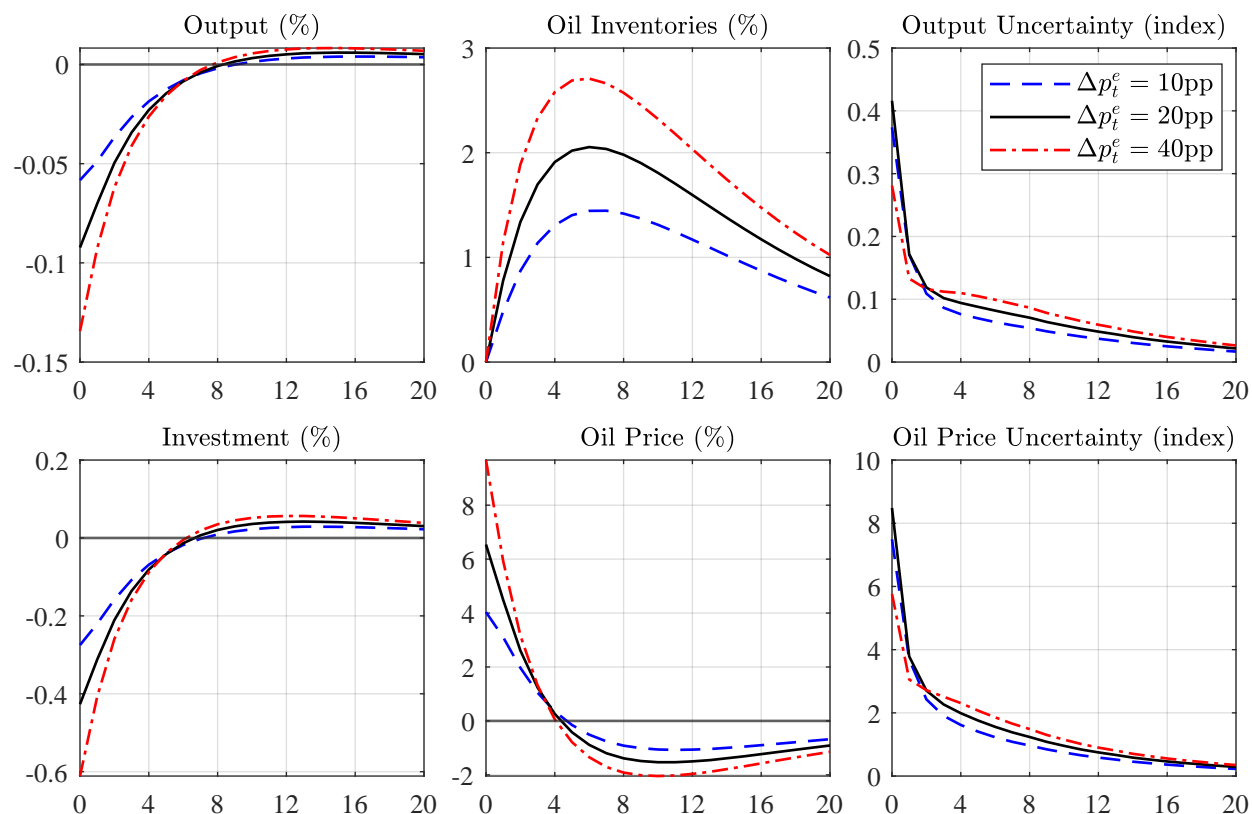 Output (%)
0
-0.05
-0.1
-0.15
0 4 8 12 16 20
Oil Inventories (%)
3
2
1
0
0 4 8 12 16 20
Output Uncertainty (index)
0.5
0.4
0.3
0.2
0.1
0
0 4 8 12 16 20
Δp_t^e = 10pp
Δp_t^e = 20pp
Δp_t^e = 40pp
Investment (%)
0.2
0
-0.2
-0.4
-0.6
0 4 8 12 16 20
Oil Price (%)
8
6
4
2
0
-2
0 4 8 12 16 20
Oil Price Uncertainty (index)
10
8
6
4
2
0
0 4 8 12 16 20